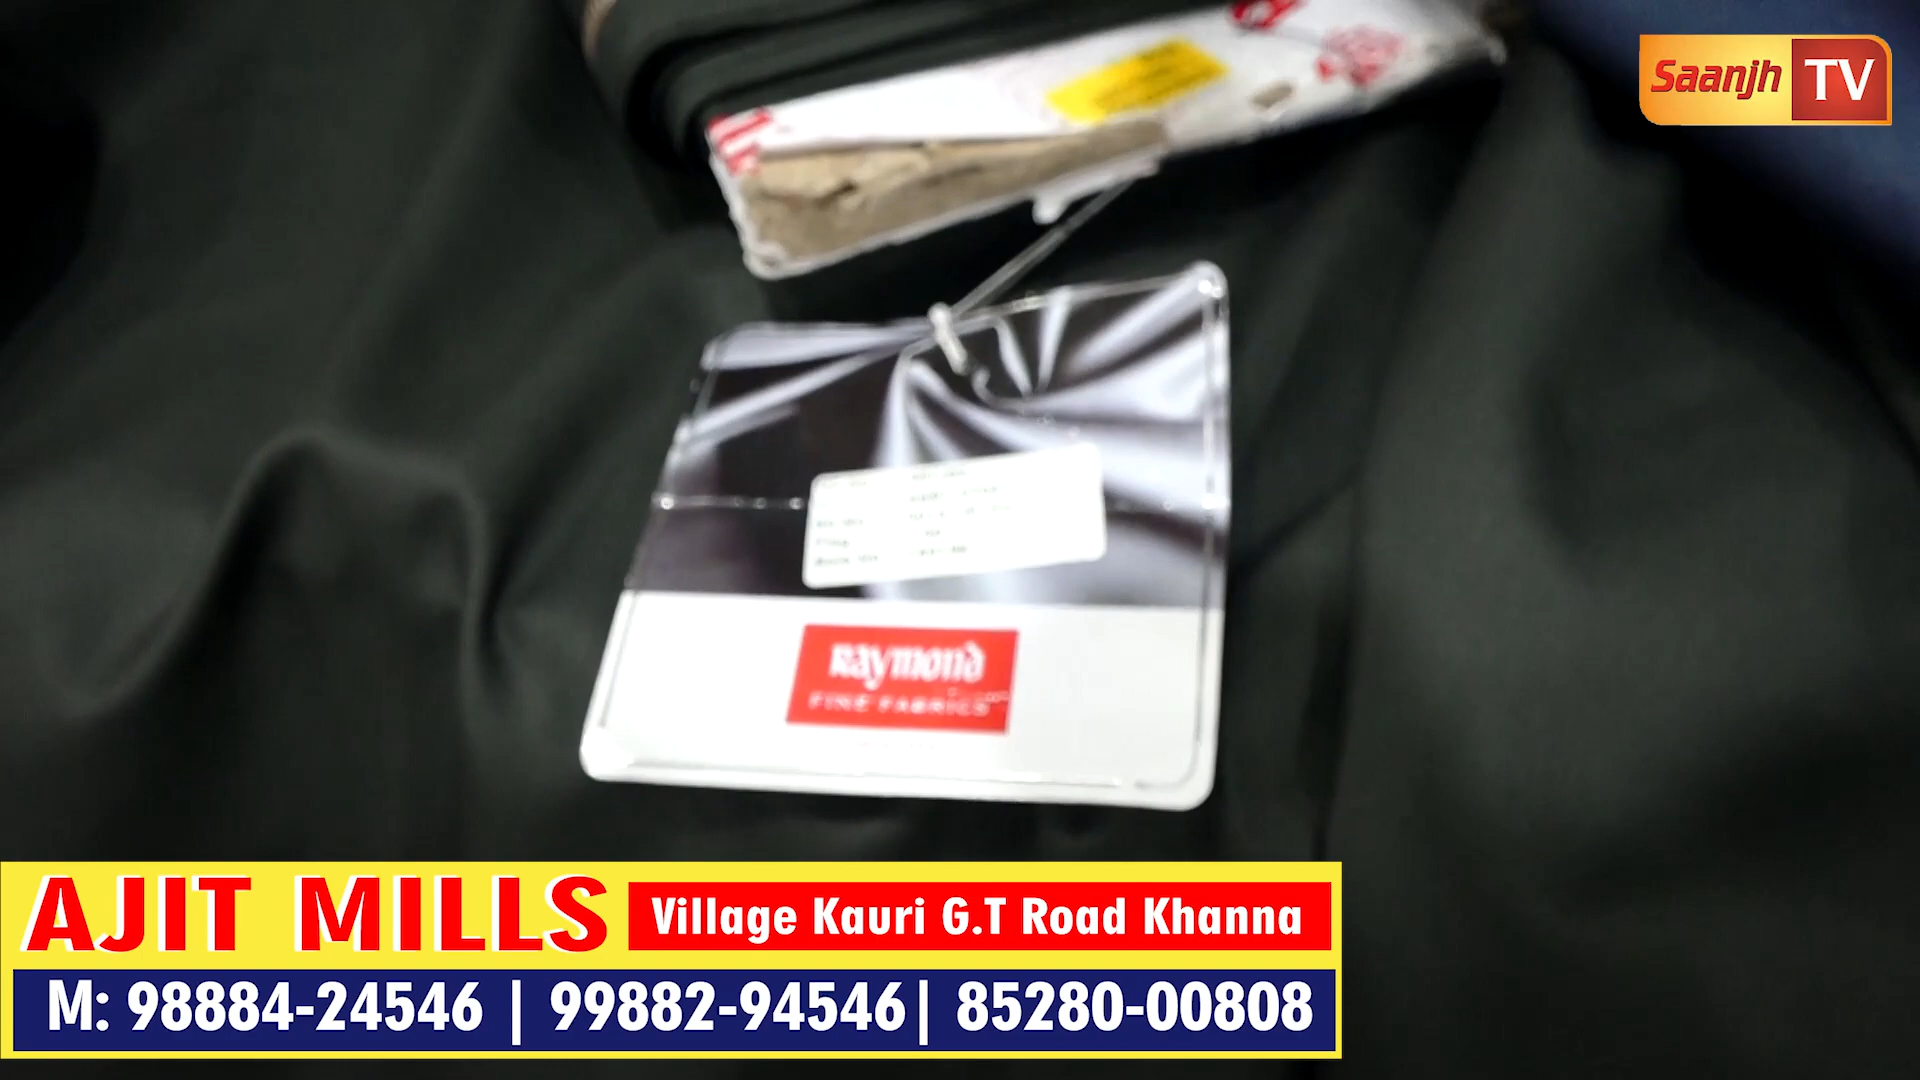 Saanjh TV
Raymond
FINE FABRICS
AJIT MILLS
Village Kauri G.T Road Khanna
M: 98884-24546 | 99882-94546 | 85280-00808